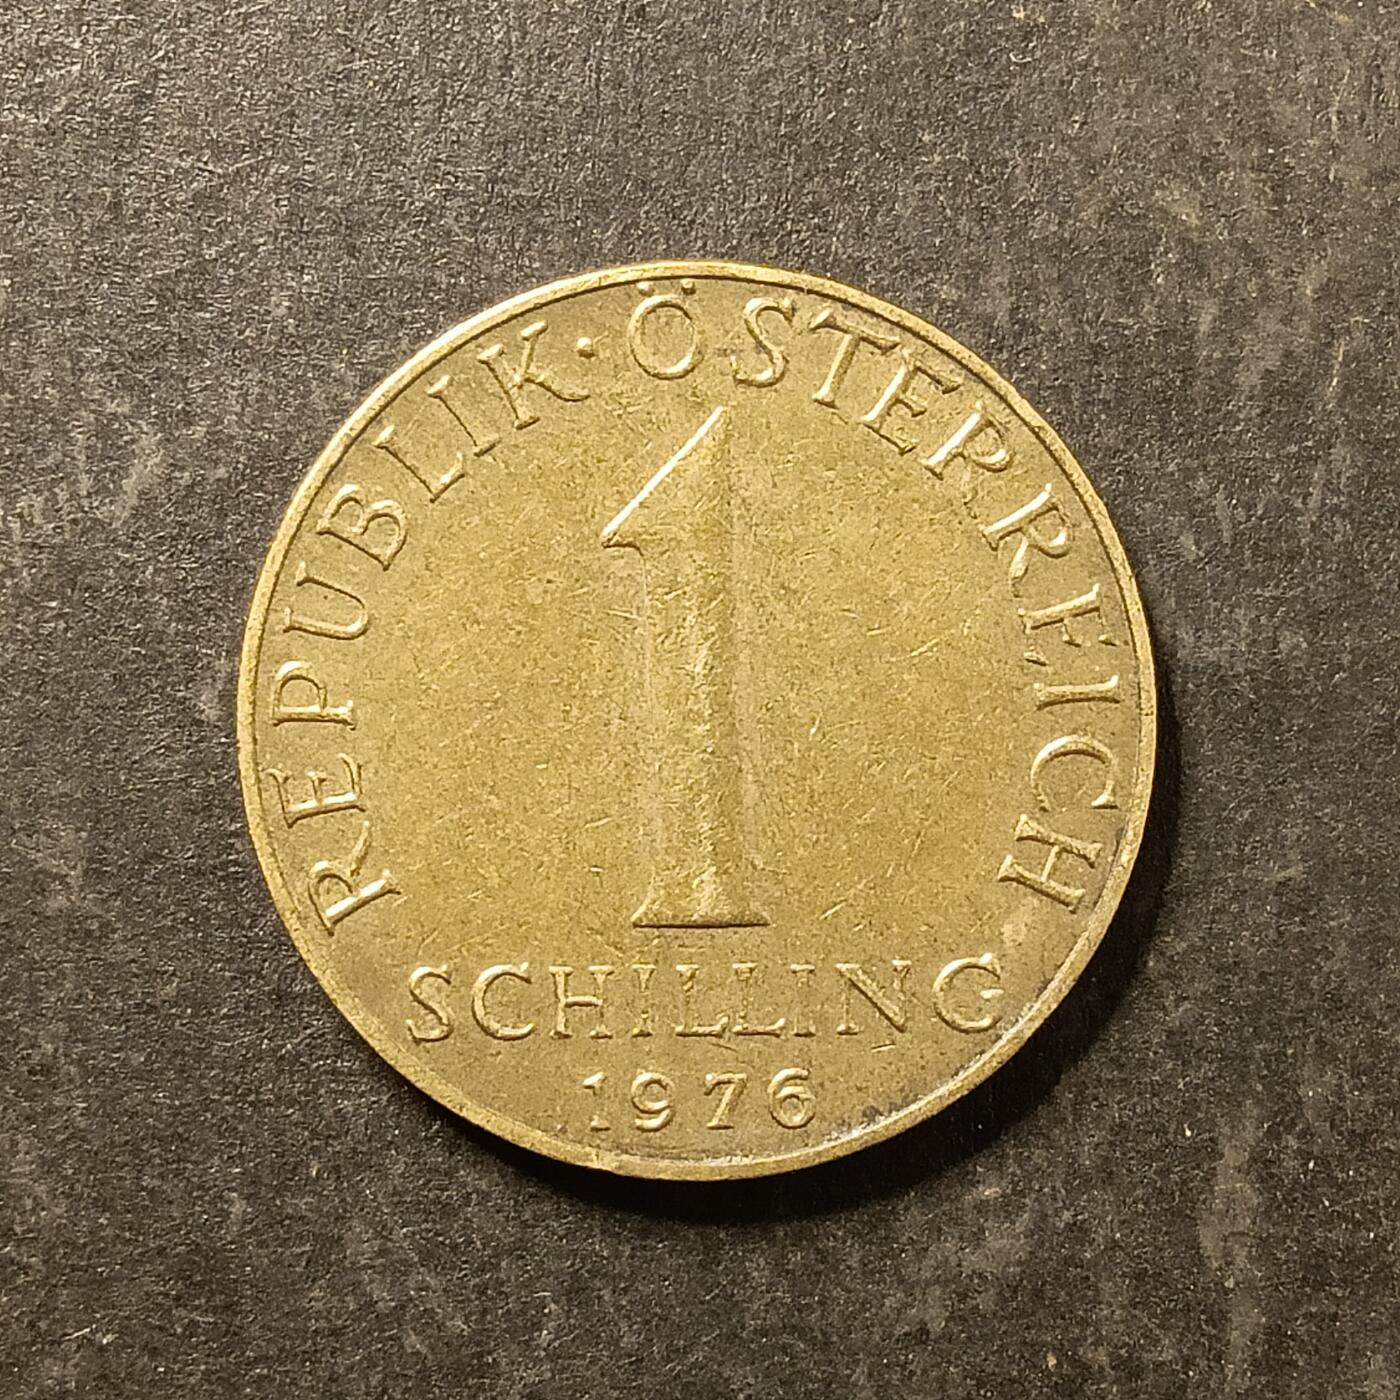 REPUBLIK · ÖSTERREICH
1
SCHILLING
1976